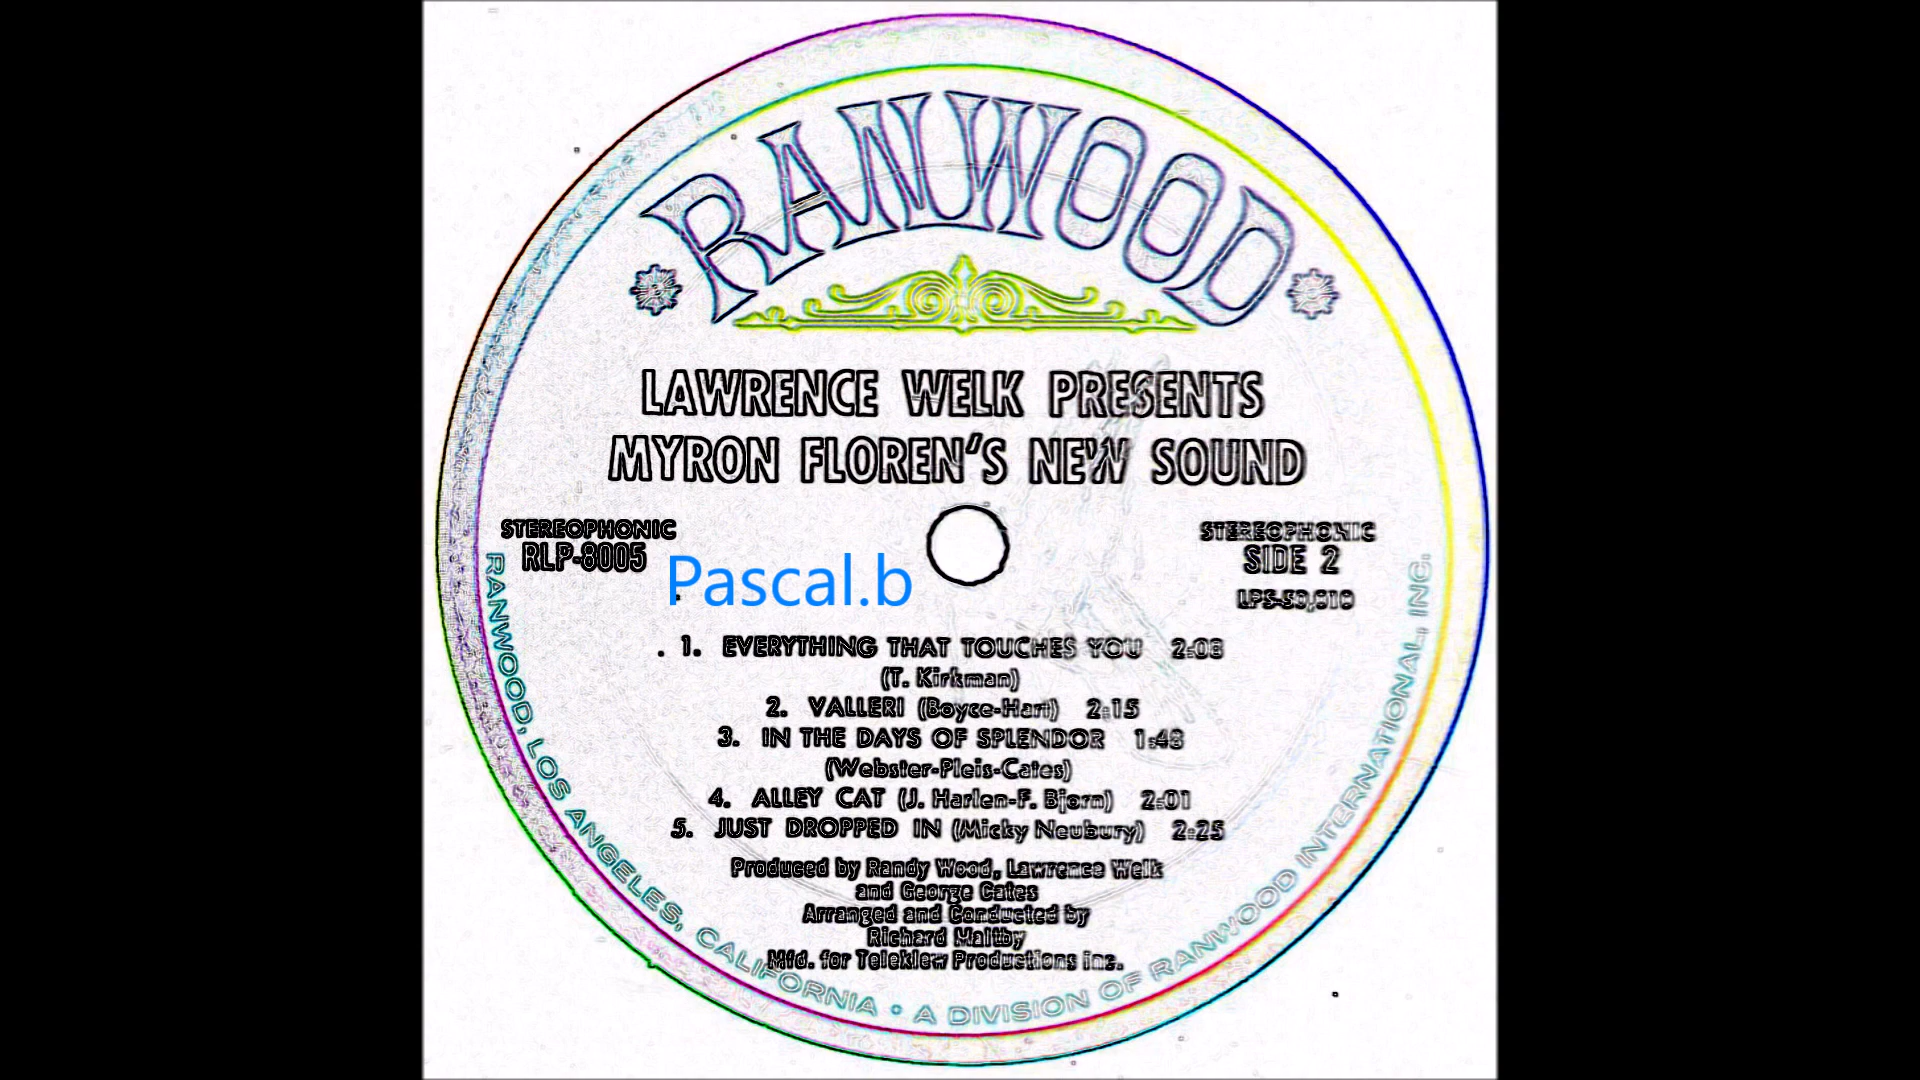 RANWOOD
LAWRENCE WELK PRESENTS
MYRON FLOREN'S NEW SOUND
STEREOPHONIC
RLP-8005
STEREOPHONIC
SIDE 2
Pascal.b
1. EVERYTHING THAT TOUCHES YOU 2:08
(T. Kirkman)
2. VALLERI (Boyce-Hart) 2:15
3. IN THE DAYS OF SPLENDOR 1:48
(Webster-Pleis-Cates)
4. ALLEY CAT (J. Harlen-F. Bjorn) 2:01
5. JUST DROPPED IN (Micky Neubury) 2:25
Produced by Randy Wood, Lawrence Welk
and George Cates
Arranged and Conducted by
Richard Maltby
Mfd. for Teleklew Productions inc.
RANWOOD, LOS ANGELES, CALIFORNIA • A DIVISION OF RANWOOD INTERNATIONAL, INC.